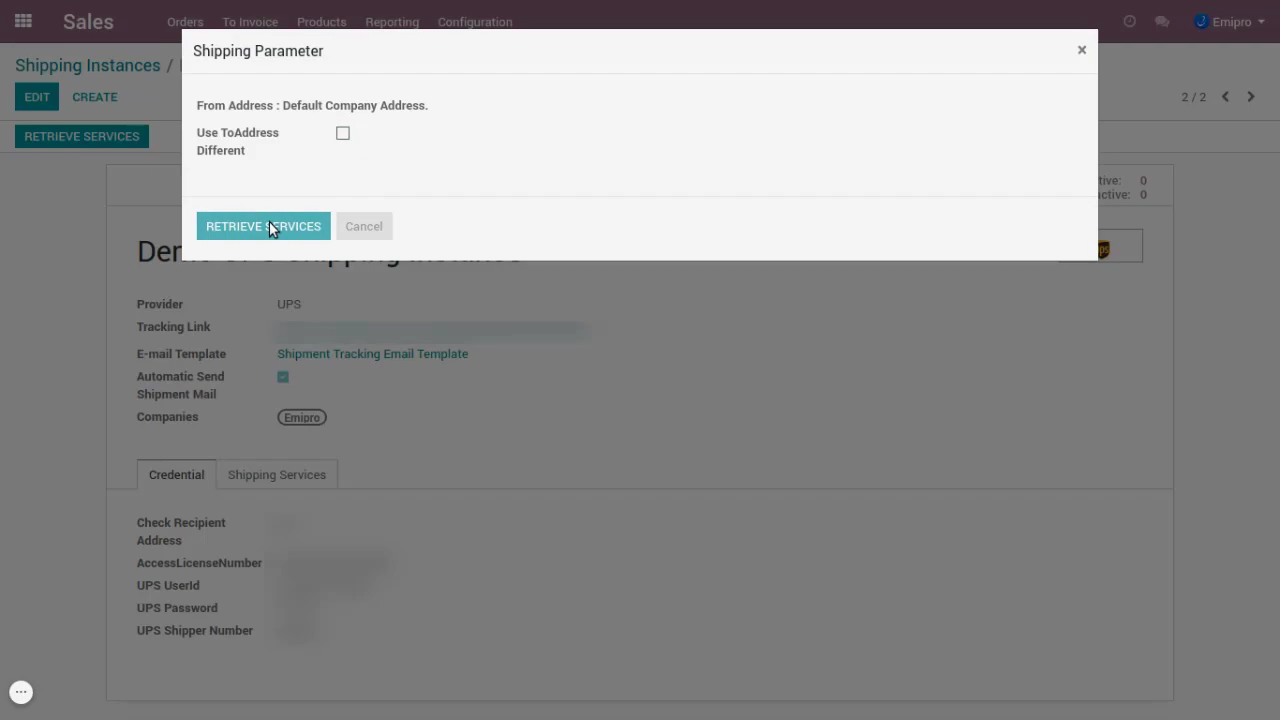 Sales
Orders
To Invoice
Products
Reporting
Configuration
Emipro
Shipping Parameter
×
Shipping Instances /
EDIT
CREATE
2 / 2
From Address : Default Company Address.
RETRIEVE SERVICES
Use ToAddress
Different
0
0
RETRIEVE SERVICES
Cancel
Provider
UPS
Tracking Link
E-mail Template
Shipment Tracking Email Template
Automatic Send
Shipment Mail
Companies
Emipro
Credential
Shipping Services
Check Recipient
Address
AccessLicenseNumber
UPS UserId
UPS Password
UPS Shipper Number